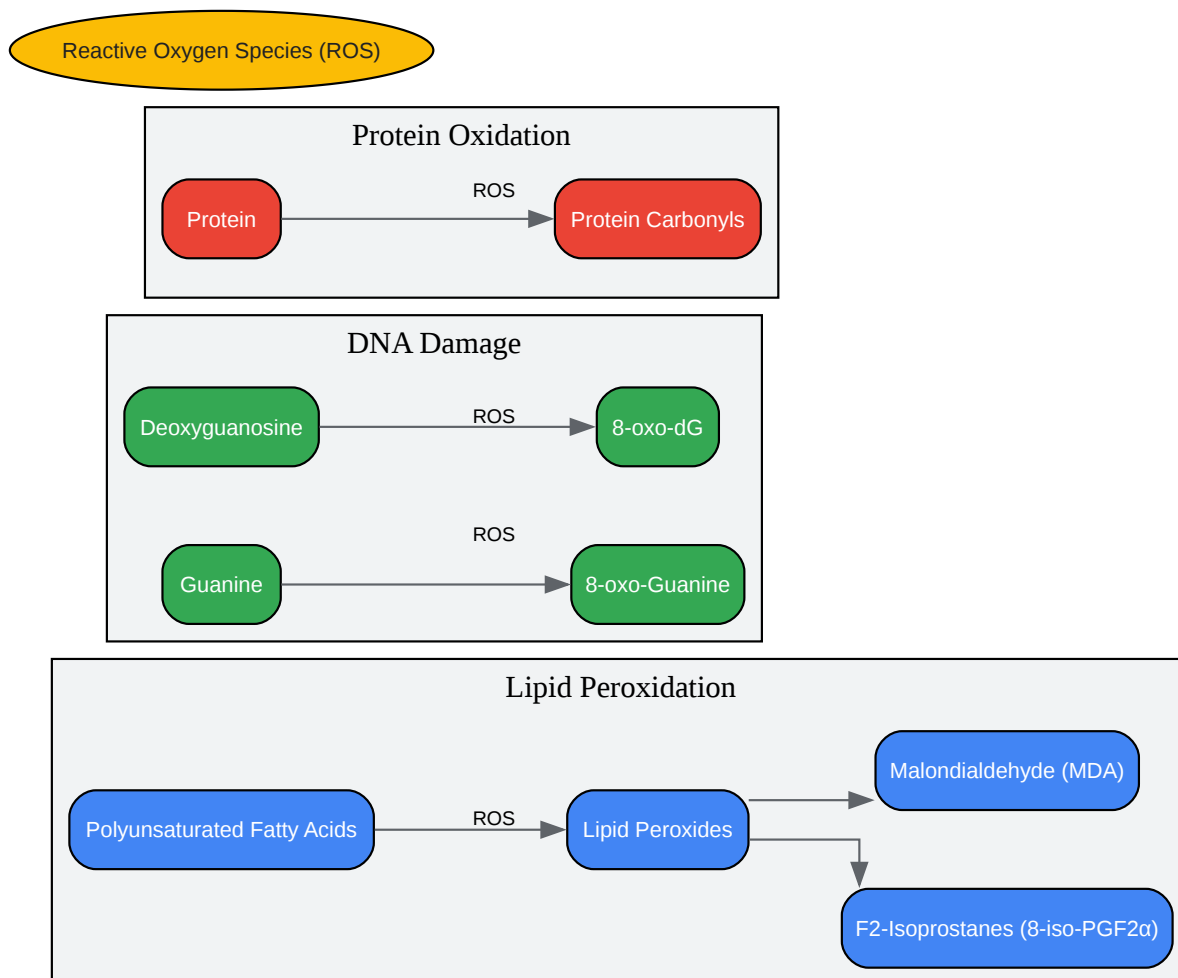 Reactive Oxygen Species (ROS)
Protein Oxidation
Protein
ROS
Protein Carbonyls
DNA Damage
Deoxyguanosine
ROS
8-oxo-dG
Guanine
ROS
8-oxo-Guanine
Lipid Peroxidation
Polyunsaturated Fatty Acids
ROS
Lipid Peroxides
Malondialdehyde (MDA)
F2-Isoprostanes (8-iso-PGF2α)